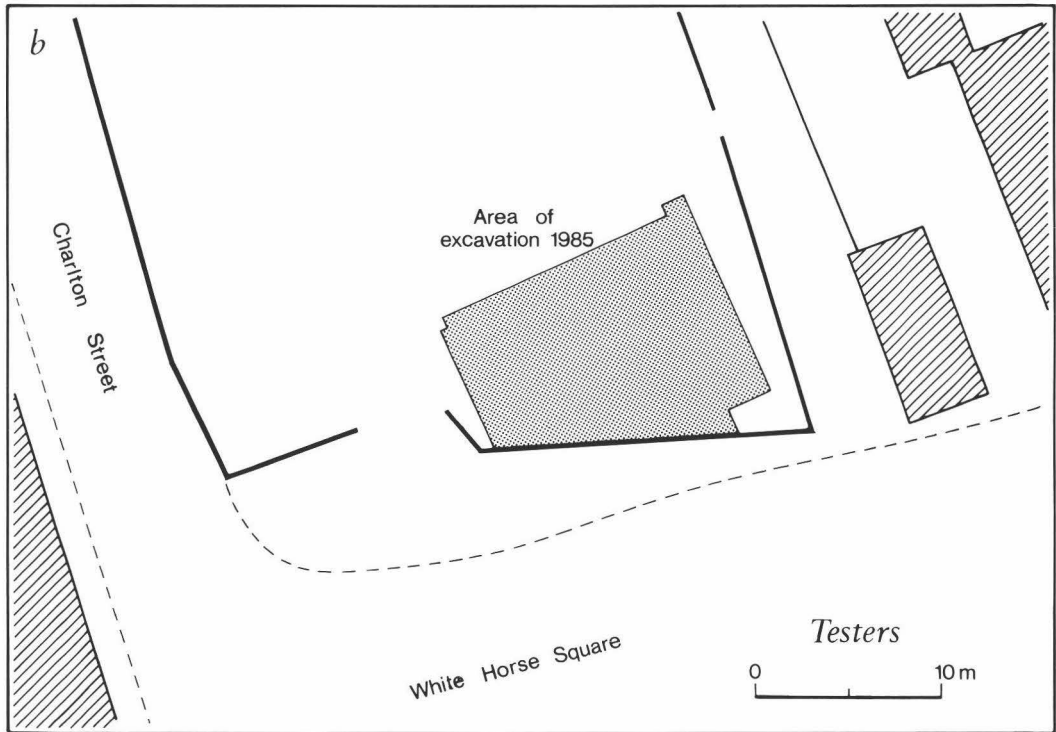 b
Area of
excavation 1985
Charlton Street
White Horse Square
Testers
0 10 m